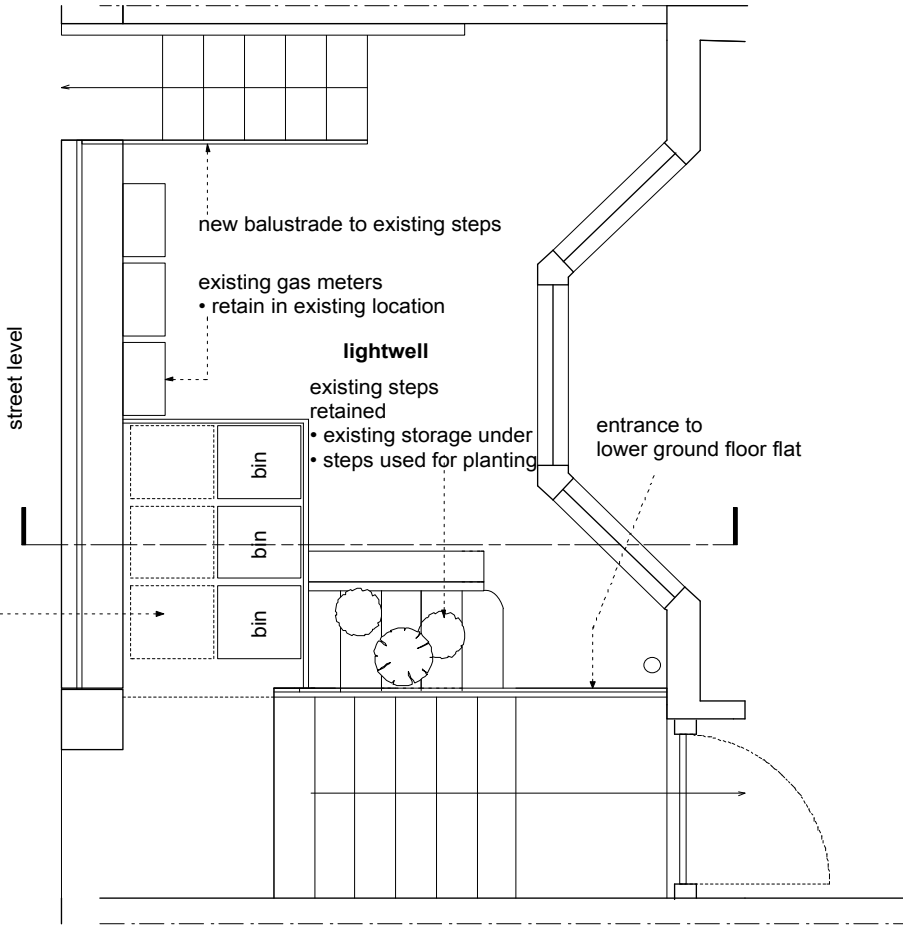 new balustrade to existing steps
existing gas meters
• retain in existing location
street level
lightwell
existing steps
retained
• existing storage under
• steps used for planting
entrance to
lower ground floor flat
bin
bin
bin